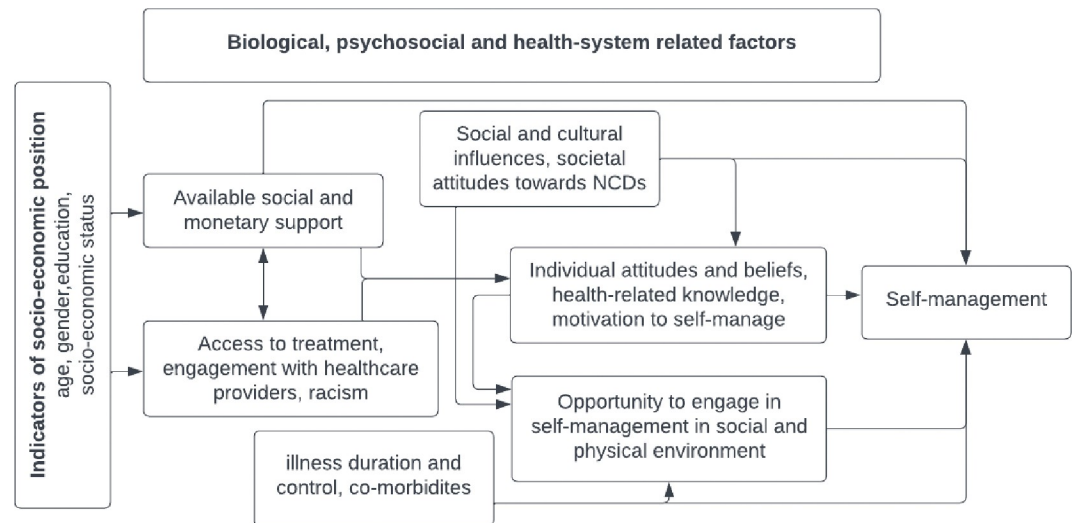 Biological, psychosocial and health-system related factors
Indicators of socio-economic position
age, gender,education,
socio-economic status
Social and cultural
influences, societal
attitudes towards NCDs
Available social and
monetary support
Individual attitudes and beliefs,
health-related knowledge,
motivation to self-manage
Self-management
Access to treatment,
engagement with healthcare
providers, racism
Opportunity to engage in
self-management in social and
physical environment
illness duration and
control, co-morbidites